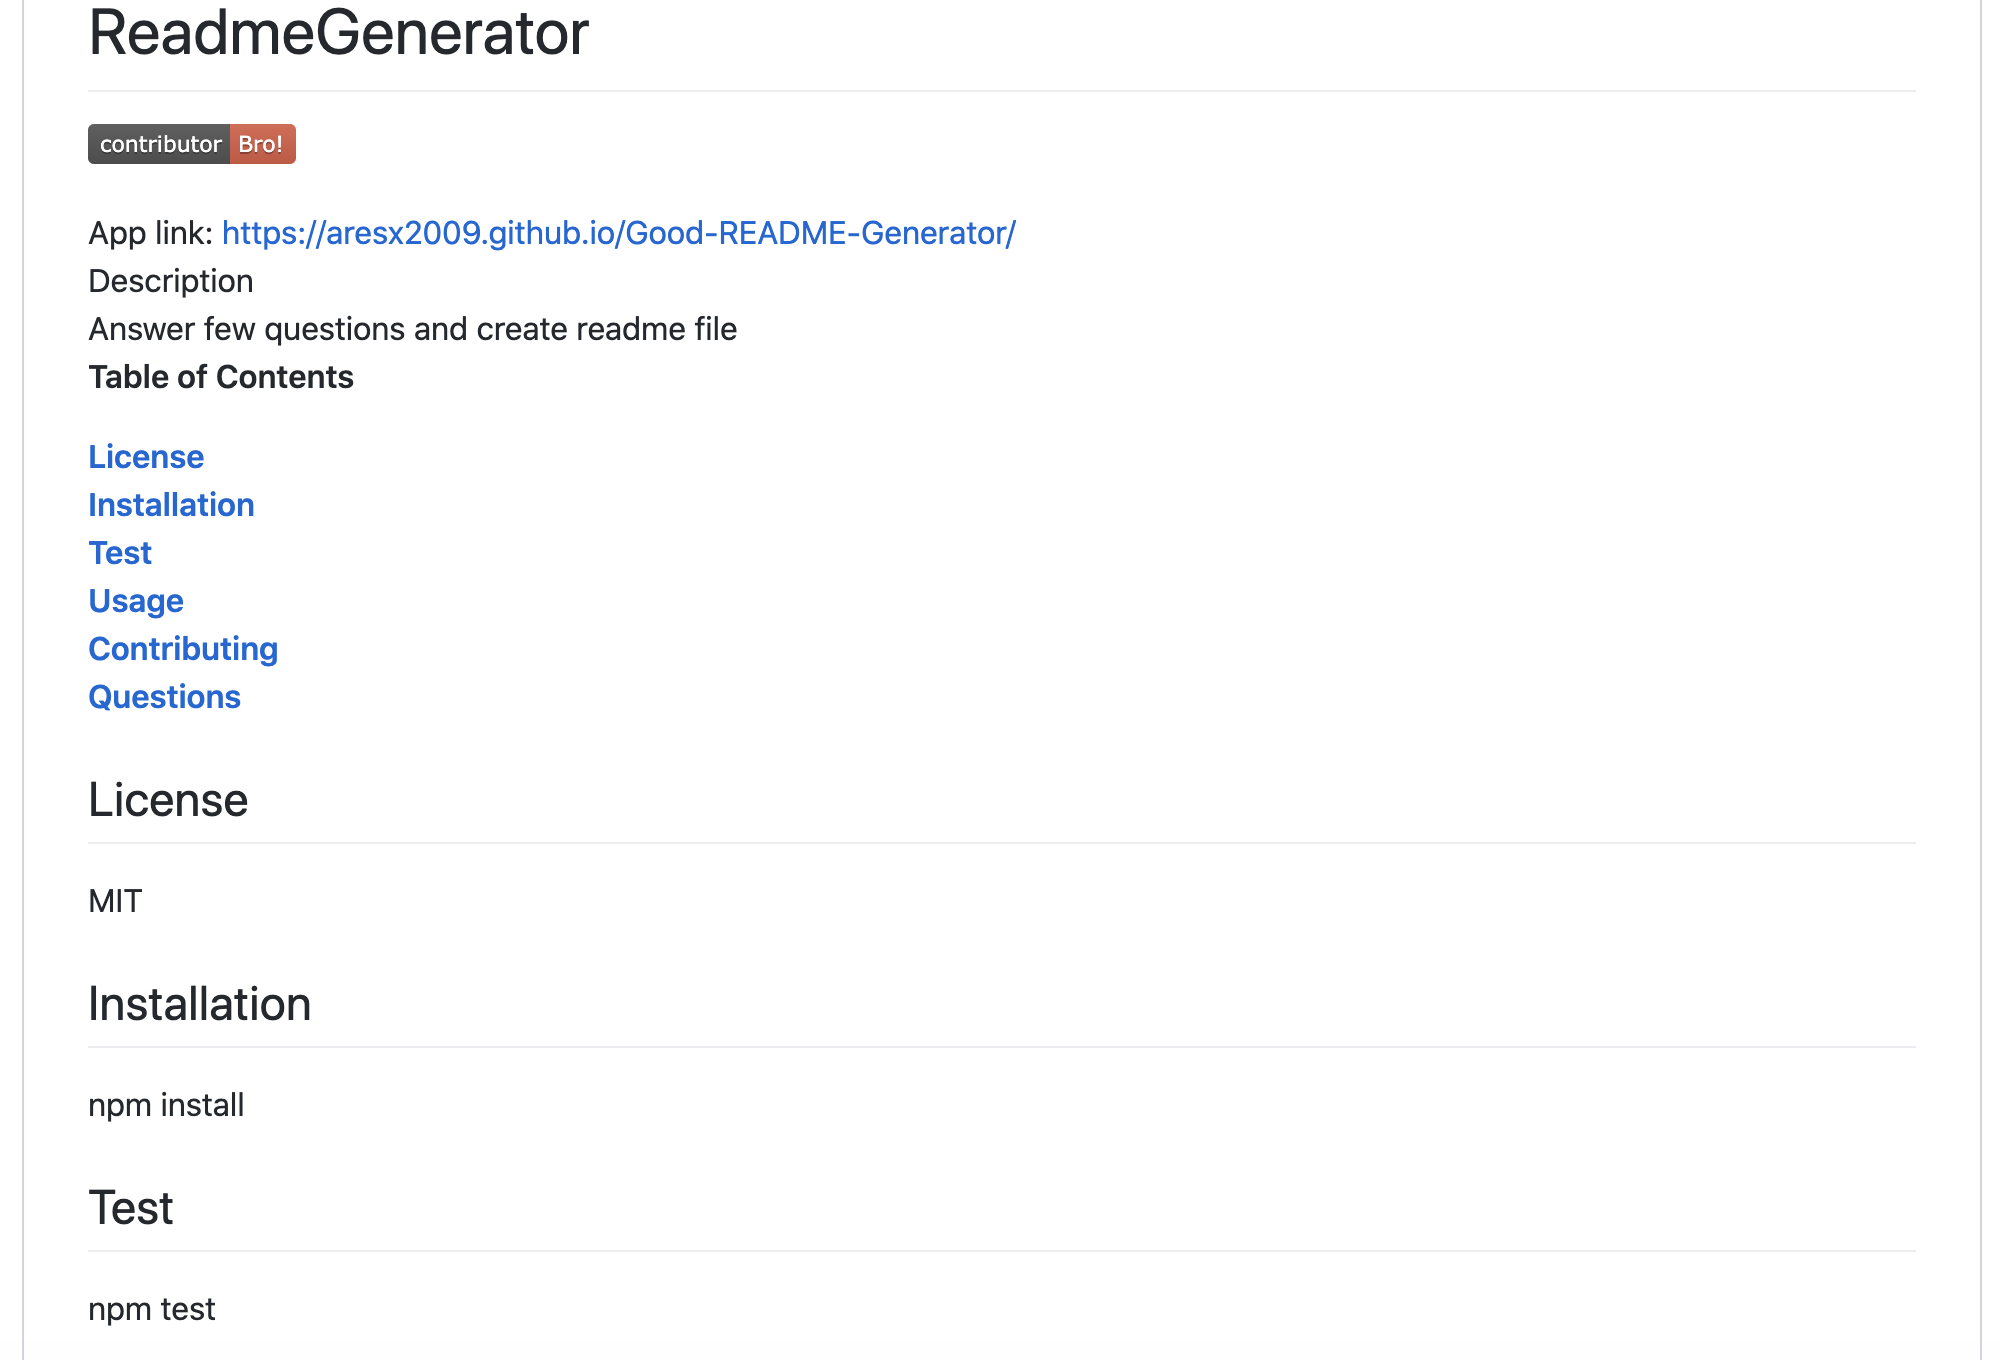 ReadmeGenerator
contributor Bro!
App link: https://aresx2009.github.io/Good-README-Generator/
Description
Answer few questions and create readme file
Table of Contents
License
Installation
Test
Usage
Contributing
Questions
License
MIT
Installation
npm install
Test
npm test